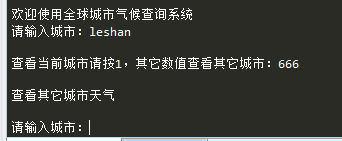 欢迎使用全球城市气候查询系统
请输入城市：leshan
查看当前城市请按1，其它数值查看其它城市：666
查看其它城市天气
请输入城市：